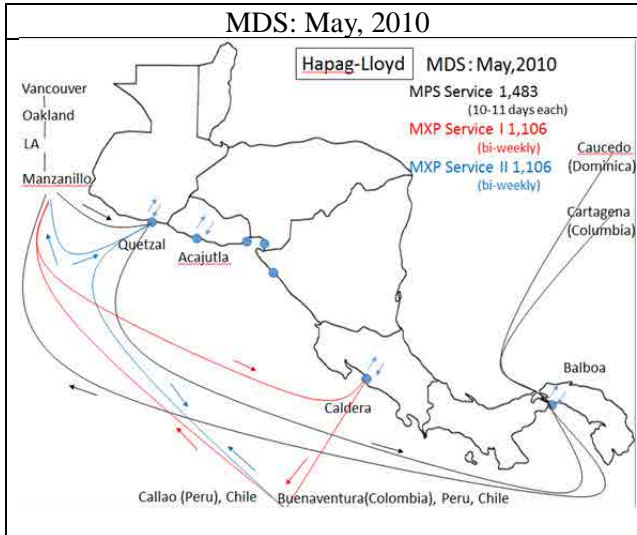 MDS: May, 2010
Hapag-Lloyd
MDS: May,2010
MPS Service 1,483
(10-11 days each)
MXP Service I 1,106
(bi-weekly)
MXP Service II 1,106
(bi-weekly)
Vancouver
Oakland
LA
Manzanillo
Caucedo
(Dominica)
Cartagena
(Columbia)
Quetzal
Acajutla
Balboa
Caldera
Callao (Peru), Chile
Buenaventura(Colombia), Peru, Chile